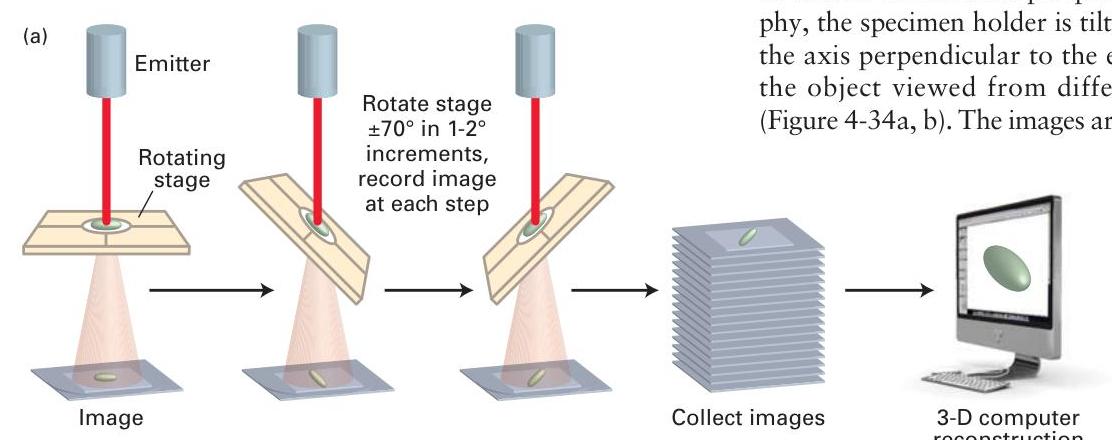 (a)
Emitter
Rotating
stage
Rotate stage
±70° in 1-2°
increments,
record image
at each step
Image
Collect images
3-D computer
reconstruction
phy, the specimen holder is tilt
the axis perpendicular to the e
the object viewed from diffe
(Figure 4-34a, b). The images ar